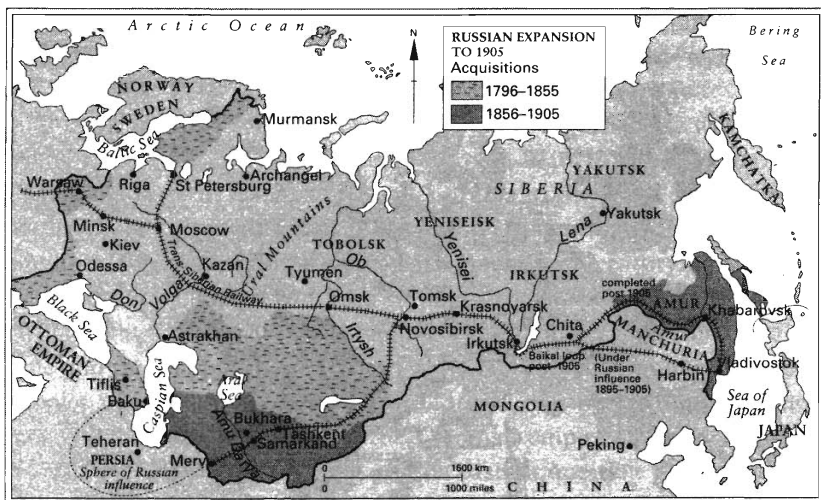 Arctic Ocean
N
RUSSIAN EXPANSION
TO 1905
Acquisitions
1796–1855
1856–1905
Bering
Sea
NORWAY
SWEDEN
Baltic Sea
Murmansk
KAMCHATKA
Warsaw
Riga
St Petersburg
Archangel
YAKUTSK
SIBERIA
Minsk
Moscow
Kiev
Ural Mountains
YENISEISK
Yenisei
Lena
Yakutsk
Odessa
Don
Volga
Kazan
Trans-Siberian Railway
TOBOLSK
Ob
Tyumen
IRKUTSK
completed
post 1905
AMUR
Black Sea
Omsk
Tomsk
Krasnoyarsk
Khabarovsk
OTTOMAN
EMPIRE
Astrakhan
Irtysh
Novosibirsk
Irkutsk
Chita
Amur
MANCHURIA
Baikal loop
post 1905
(Under
Russian
influence
1895–1905)
Harbin
Vladivostok
Tiflis
Baku
Caspian Sea
Aral
Sea
MONGOLIA
Sea of
Japan
JAPAN
Bukhara
Tashkent
Samarkand
Amu Darya
Merv
Teheran
PERSIA
Sphere of Russian
influence
Peking
0
1600 km
0
1000 miles
CHINA